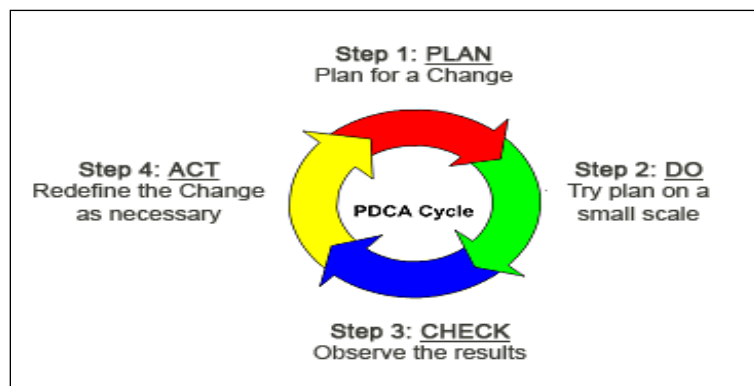 Step 1: PLAN
Plan for a Change
Step 4: ACT
Redefine the Change
as necessary
PDCA Cycle
Step 2: DO
Try plan on a
small scale
Step 3: CHECK
Observe the results